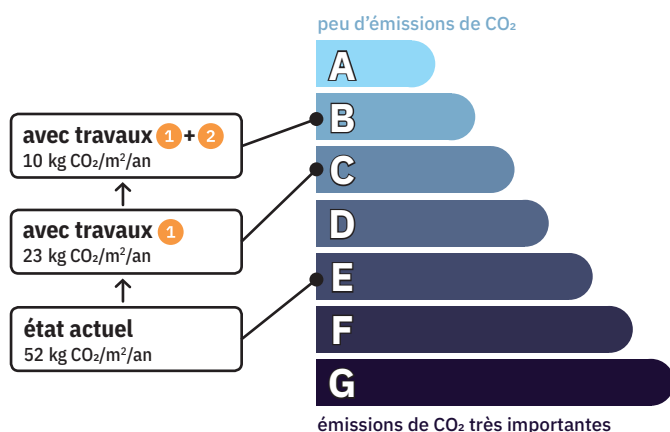 peu d'émissions de CO₂
A
B
C
D
E
F
G
émissions de CO₂ très importantes
avec travaux 1 + 2
10 kg CO₂/m²/an
avec travaux 1
23 kg CO₂/m²/an
état actuel
52 kg CO₂/m²/an